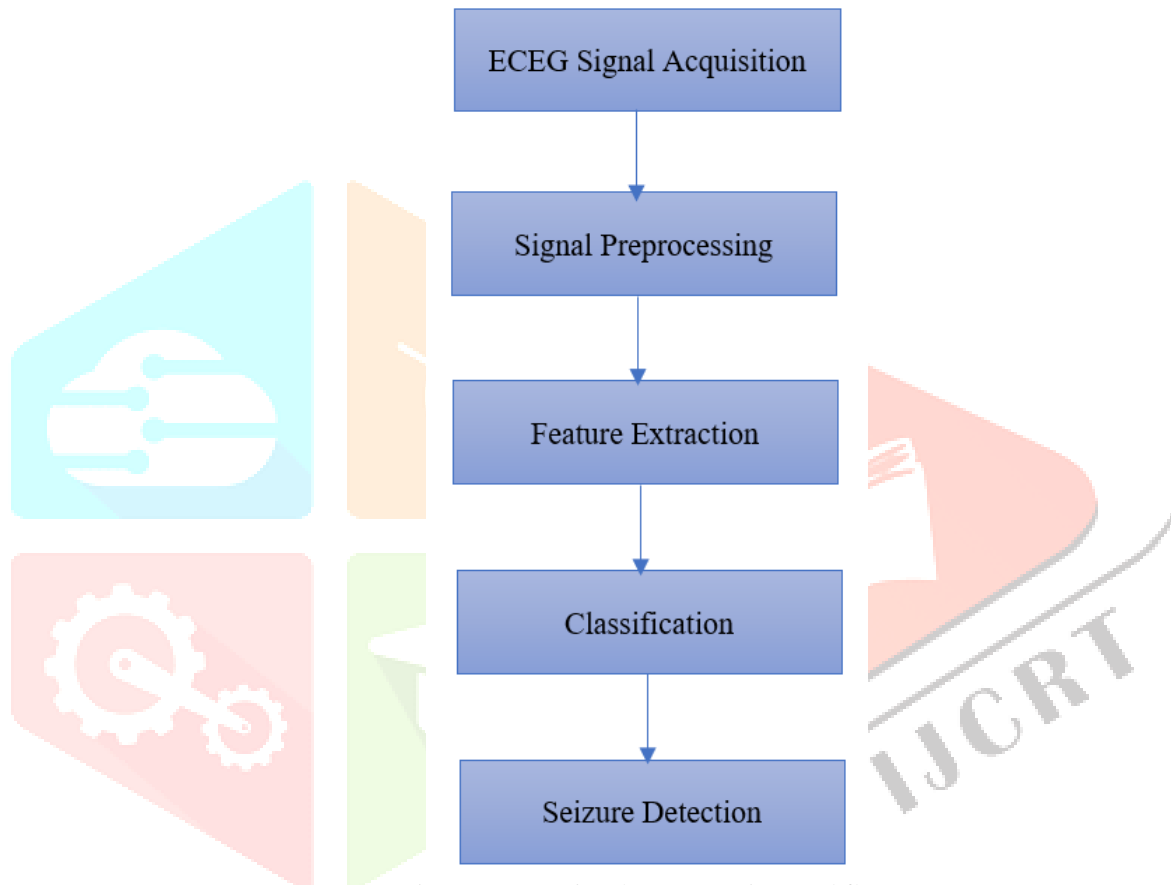 ECEG Signal Acquisition
Signal Preprocessing
Feature Extraction
Classification
Seizure Detection
IJCRT